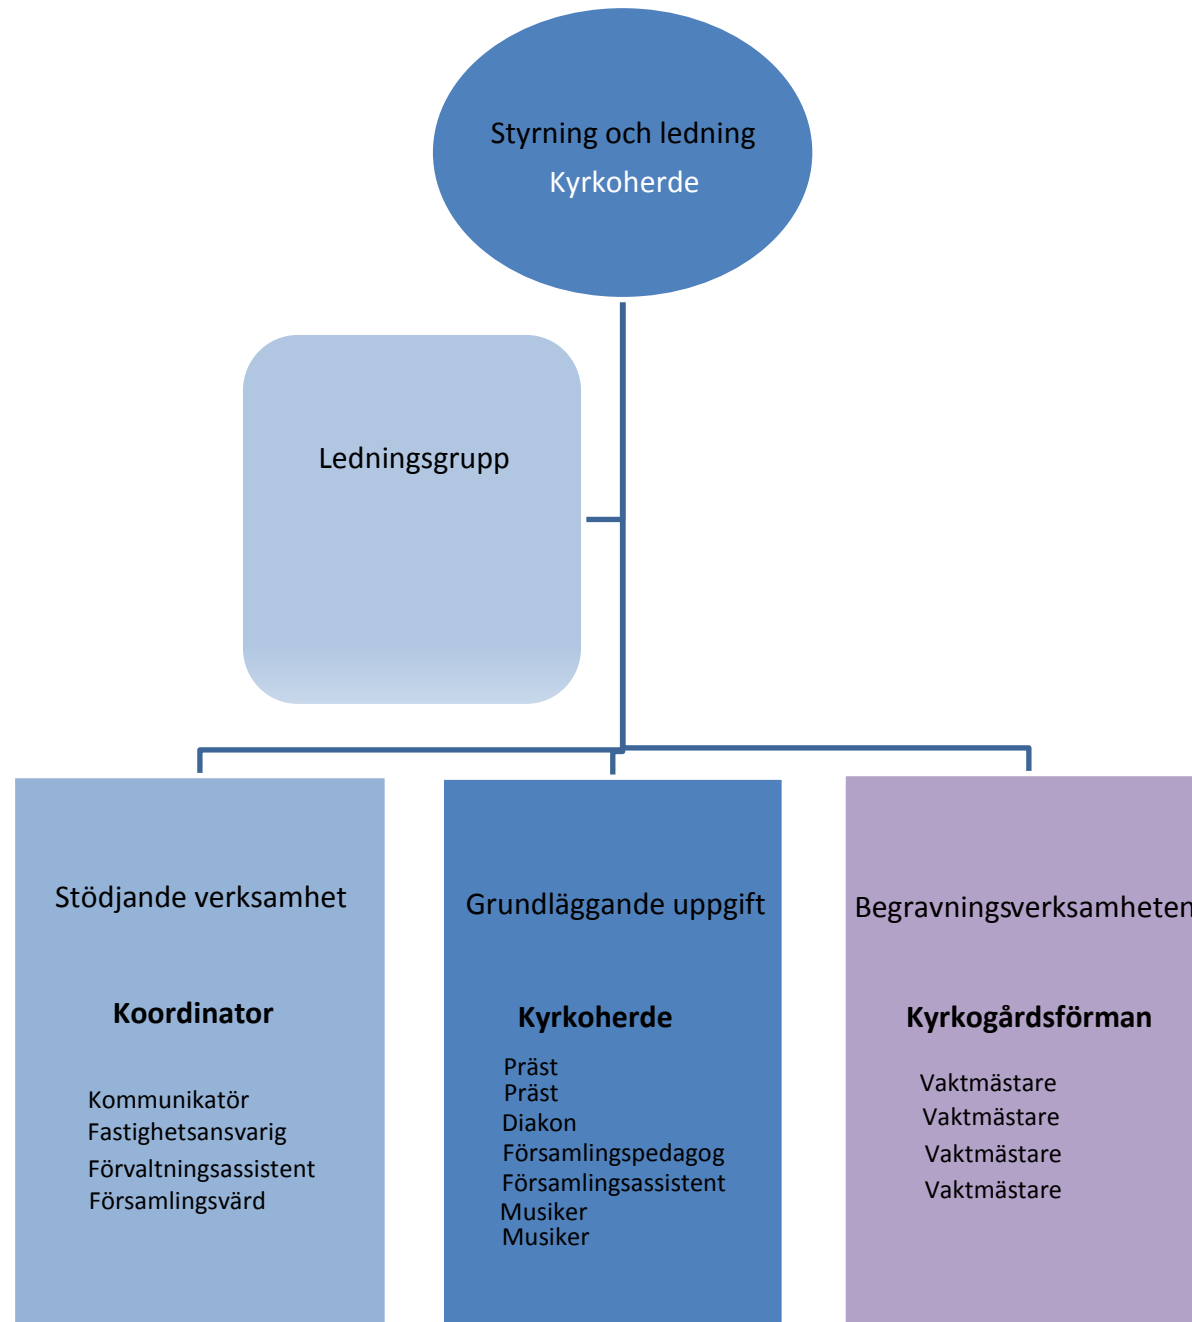 Styrning och ledning
Kyrkoherde
Ledningsgrupp
Stödjande verksamhet
Koordinator
Kommunikatör
Fastighetsansvarig
Förvaltningsassistent
Församlingsvärd
Grundläggande uppgift
Kyrkoherde
Präst
Präst
Diakon
Församlingspedagog
Församlingsassistent
Musiker
Musiker
Begravningsverksamheten
Kyrkogårdsförman
Vaktmästare
Vaktmästare
Vaktmästare
Vaktmästare